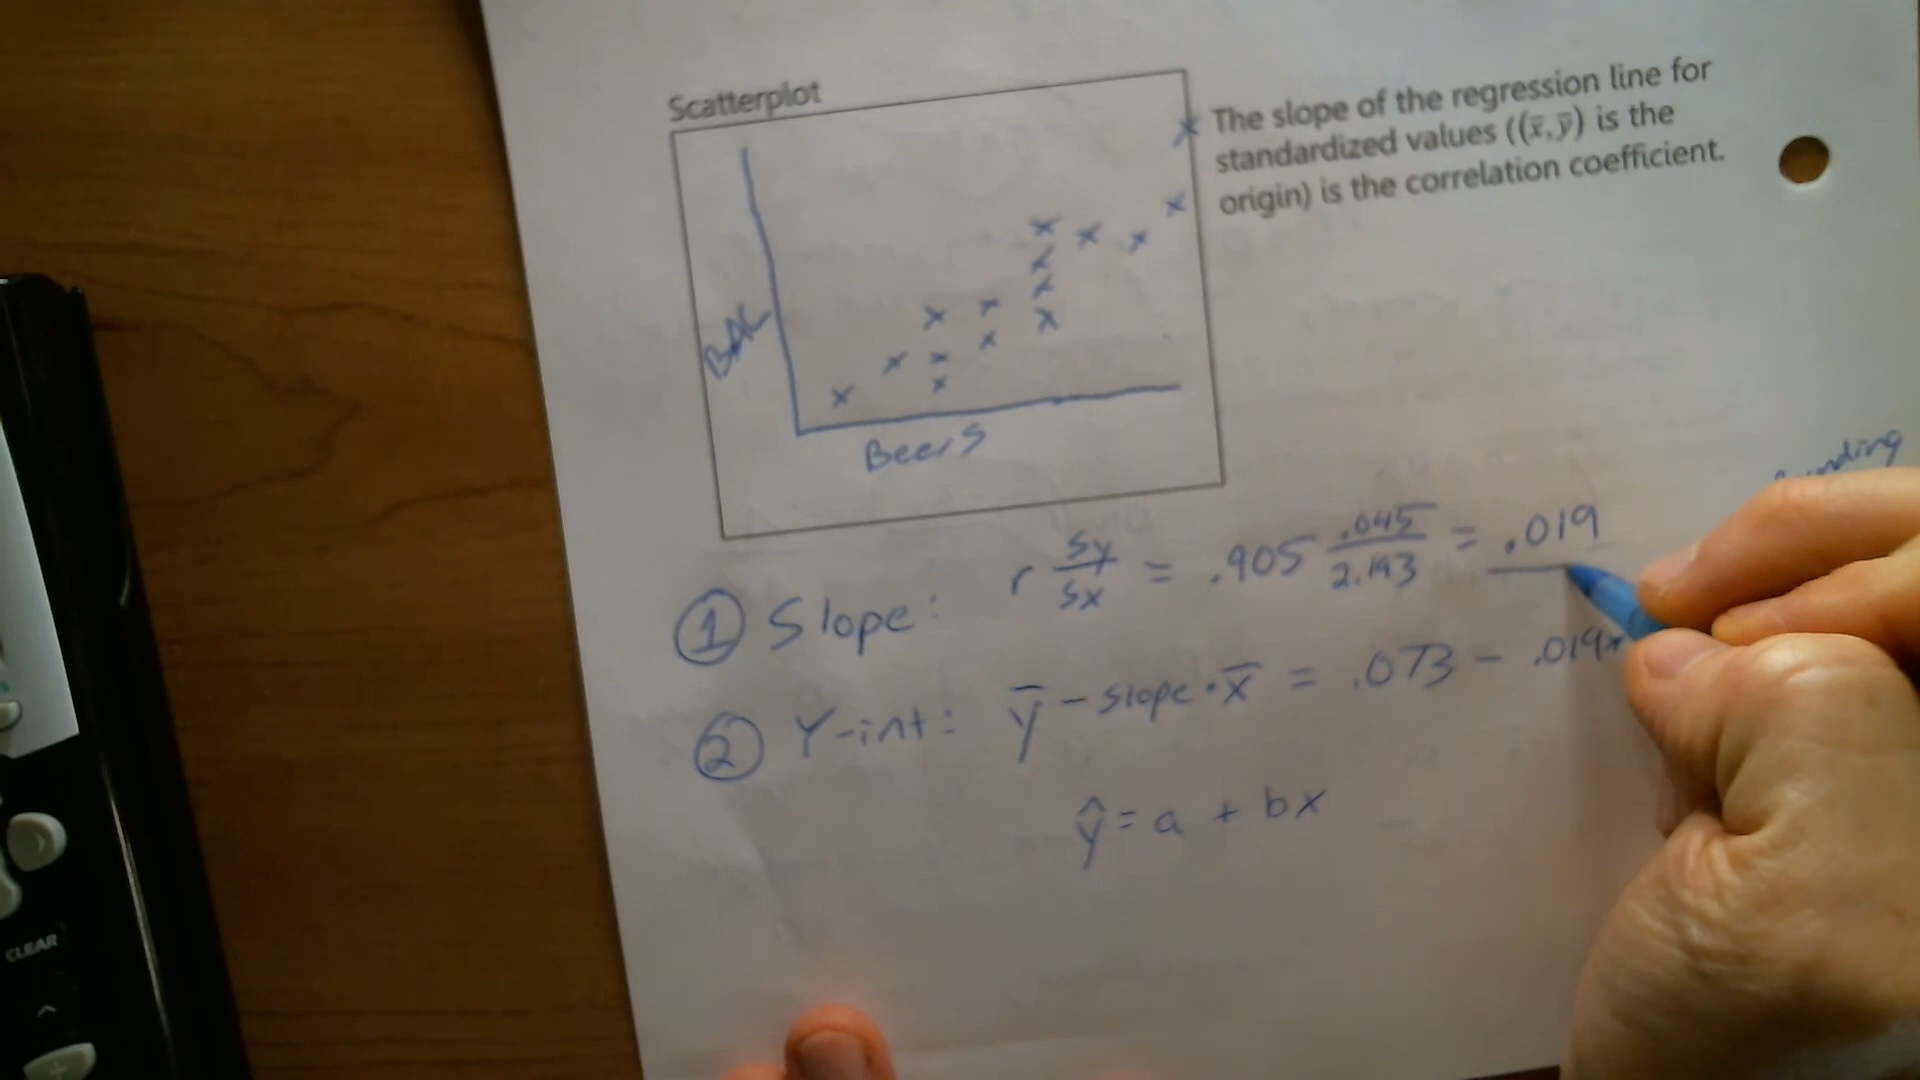 Scatterplot
The slope of the regression line for
standardized values ((x̄,ȳ) is the
origin) is the correlation coefficient.
BAC
Beers
① Slope: r sy/sx = .905 .045/2.193 = .019
② Y-int: ȳ - slope · x̄ = .073 - .019
ŷ = a + bx
CLEAR